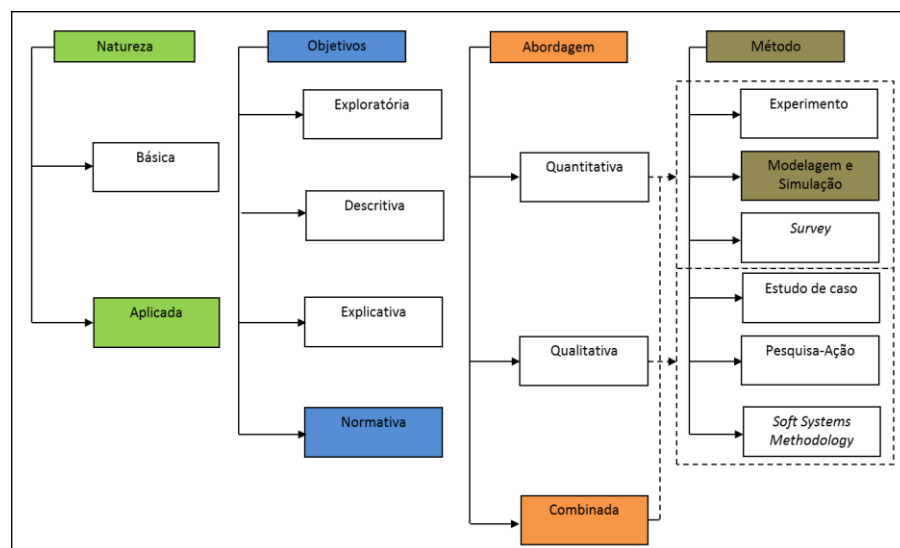 Natureza
Básica
Aplicada
Objetivos
Exploratória
Descritiva
Explicativa
Normativa
Abordagem
Quantitativa
Qualitativa
Combinada
Método
Experimento
Modelagem e
Simulação
Survey
Estudo de caso
Pesquisa-Ação
Soft Systems
Methodology